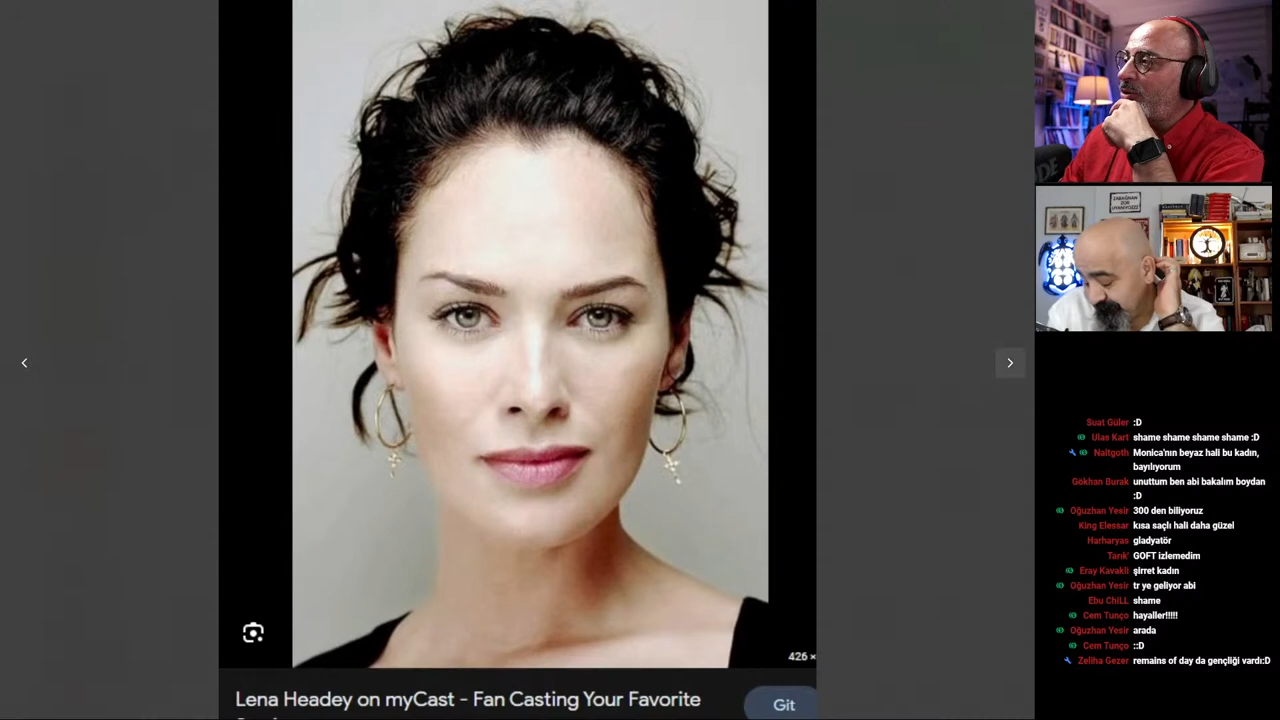 ZABAĞNAN
ZOR
UYANIYOZZZ
426 ×
Lena Headey on myCast - Fan Casting Your Favorite
Git
Suat Güler :D
Ulas Kart shame shame shame shame :D
Naltgoth Monica'nın beyaz hali bu kadın,
bayılıyorum
Gökhan Burak unuttum ben abi bakalım boydan
:D
Oğuzhan Yesir 300 den biliyoruz
King Elessar kısa saçlı hali daha güzel
Harharyas gladyatör
Tarık' GOFT izlemedim
Eray Kavaklı şirret kadın
Oğuzhan Yesir tr ye geliyor abi
Ebu ChiLL shame
Cem Tunço hayaller!!!!!
Oğuzhan Yesir arada
Cem Tunço ::D
Zeliha Gezer remains of day da gençliği vardı:D